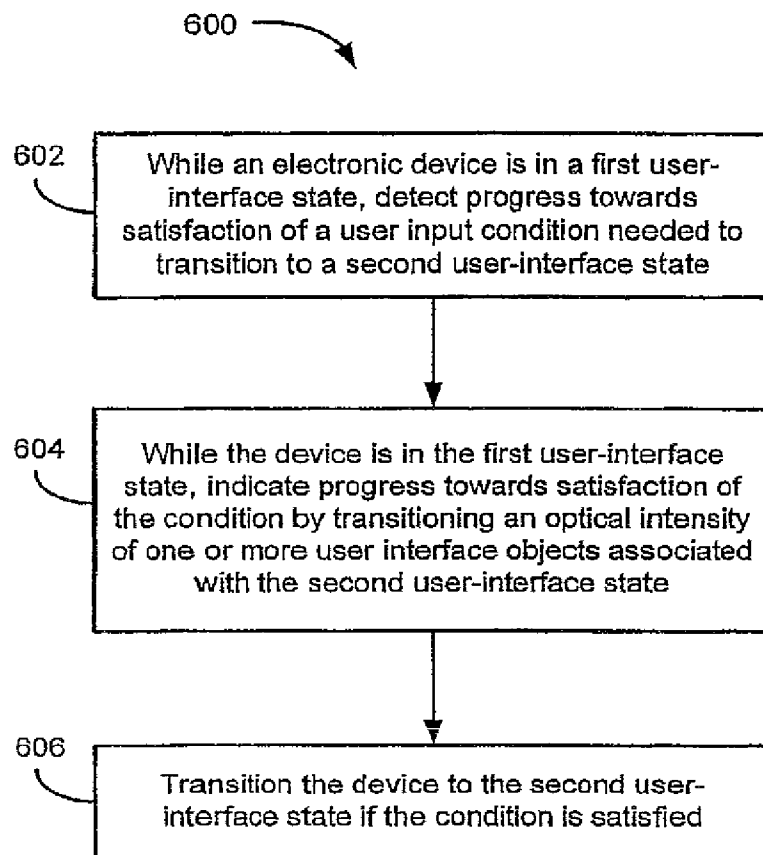 600
602
While an electronic device is in a first user-
interface state, detect progress towards
satisfaction of a user input condition needed to
transition to a second user-interface state
604
While the device is in the first user-interface
state, indicate progress towards satisfaction of
the condition by transitioning an optical intensity
of one or more user interface objects associated
with the second user-interface state
606
Transition the device to the second user-
interface state if the condition is satisfied